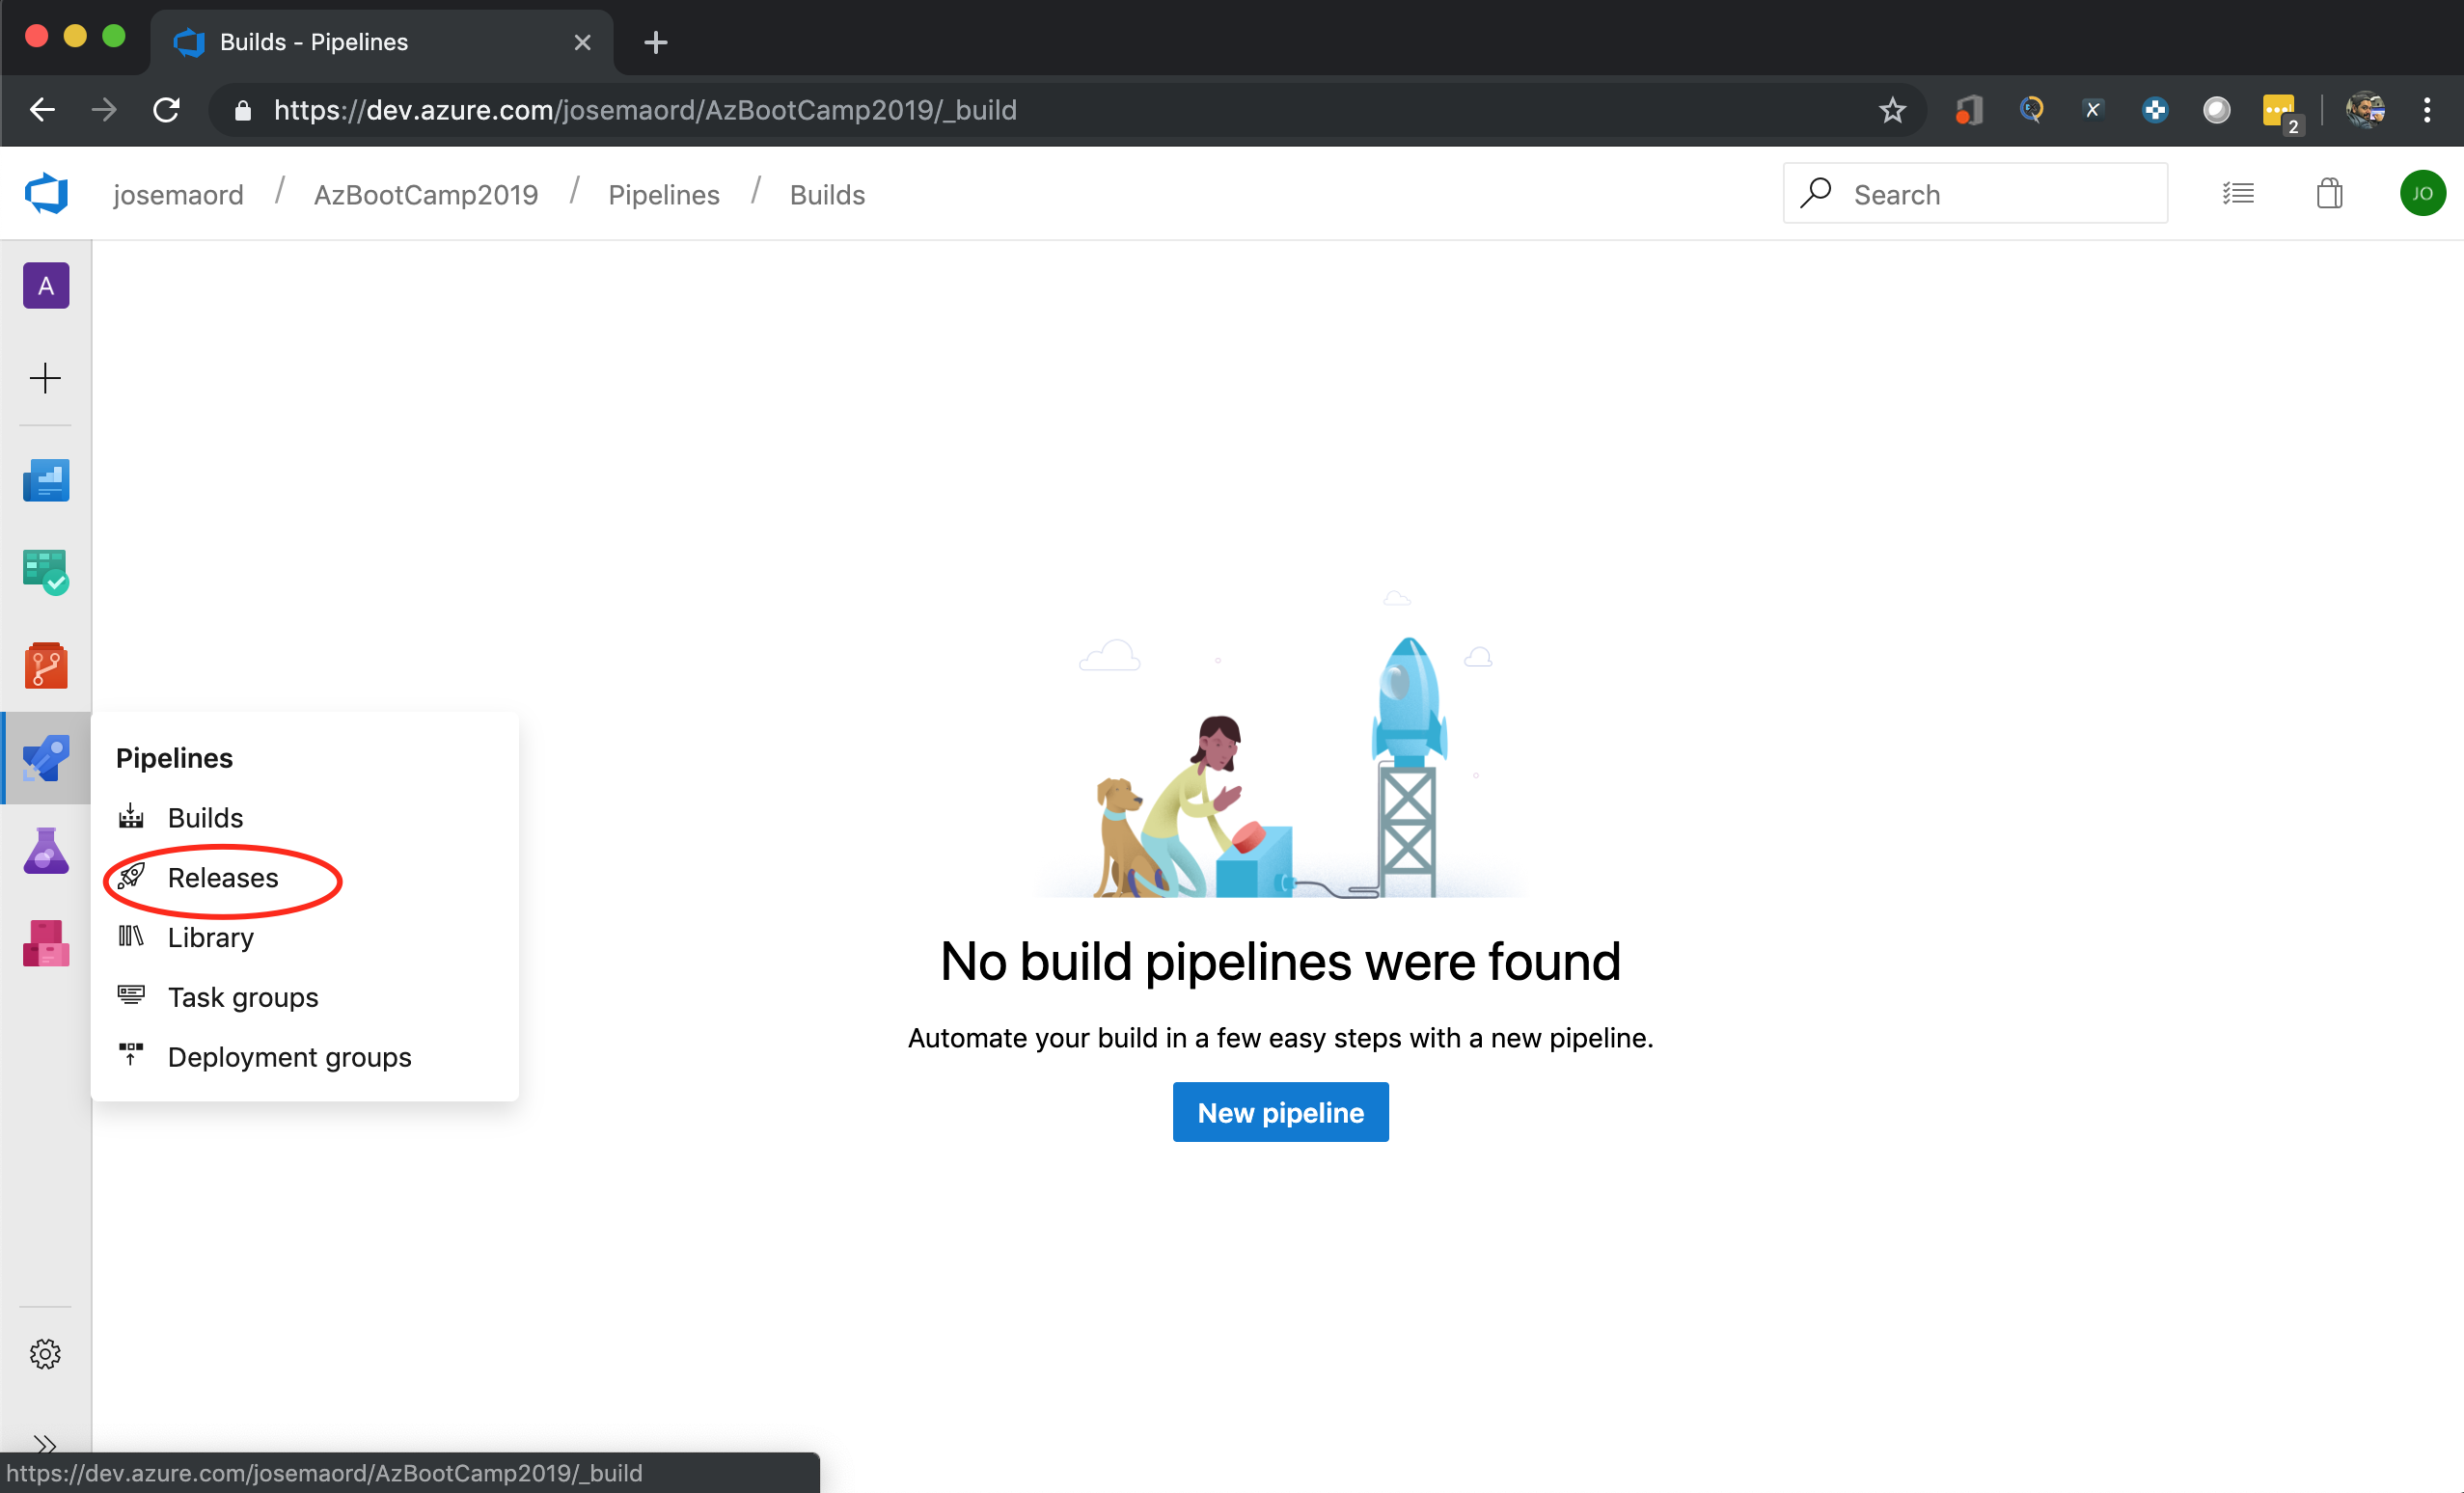 Builds - Pipelines
https://dev.azure.com/josemaord/AzBootCamp2019/_build
2
josemaord / AzBootCamp2019 / Pipelines / Builds
Search
JO
A
Pipelines
Builds
Releases
Library
Task groups
Deployment groups
No build pipelines were found
Automate your build in a few easy steps with a new pipeline.
New pipeline
https://dev.azure.com/josemaord/AzBootCamp2019/_build